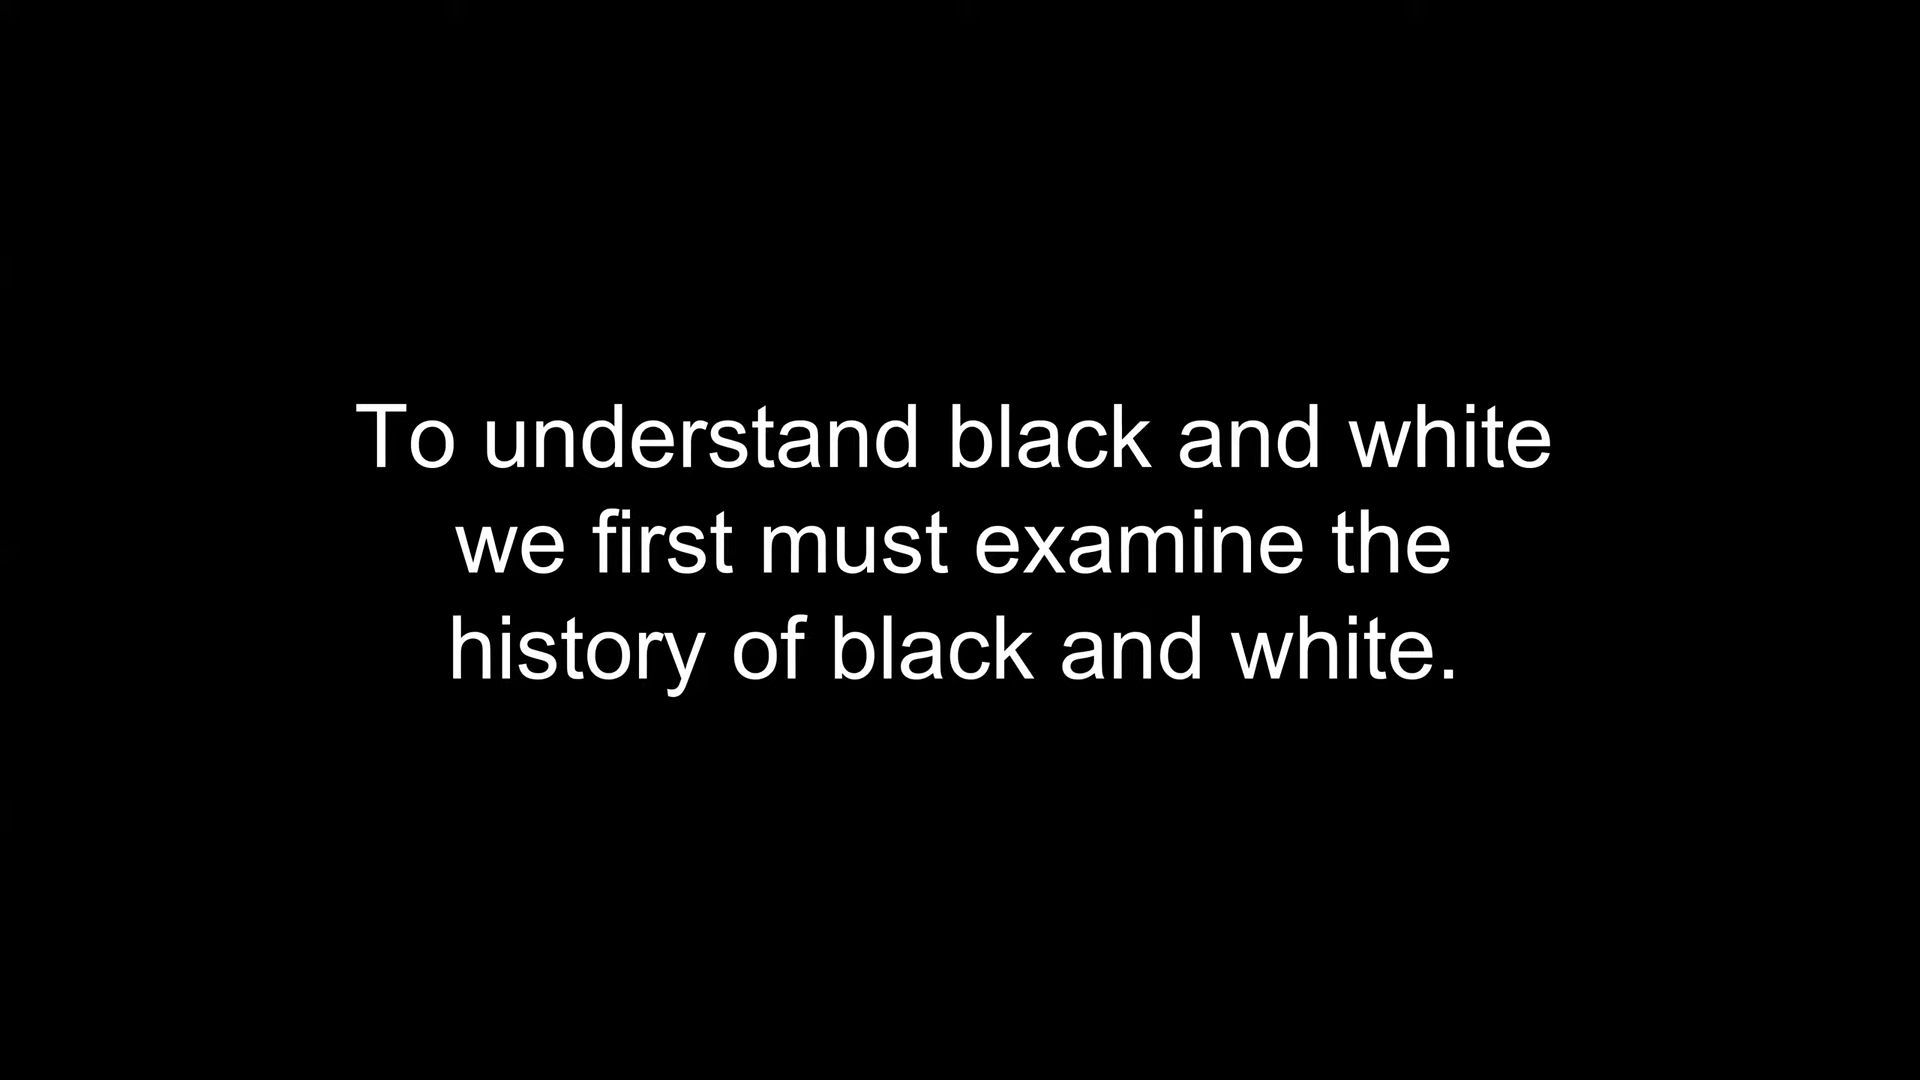 To understand black and white
we first must examine the
history of black and white.